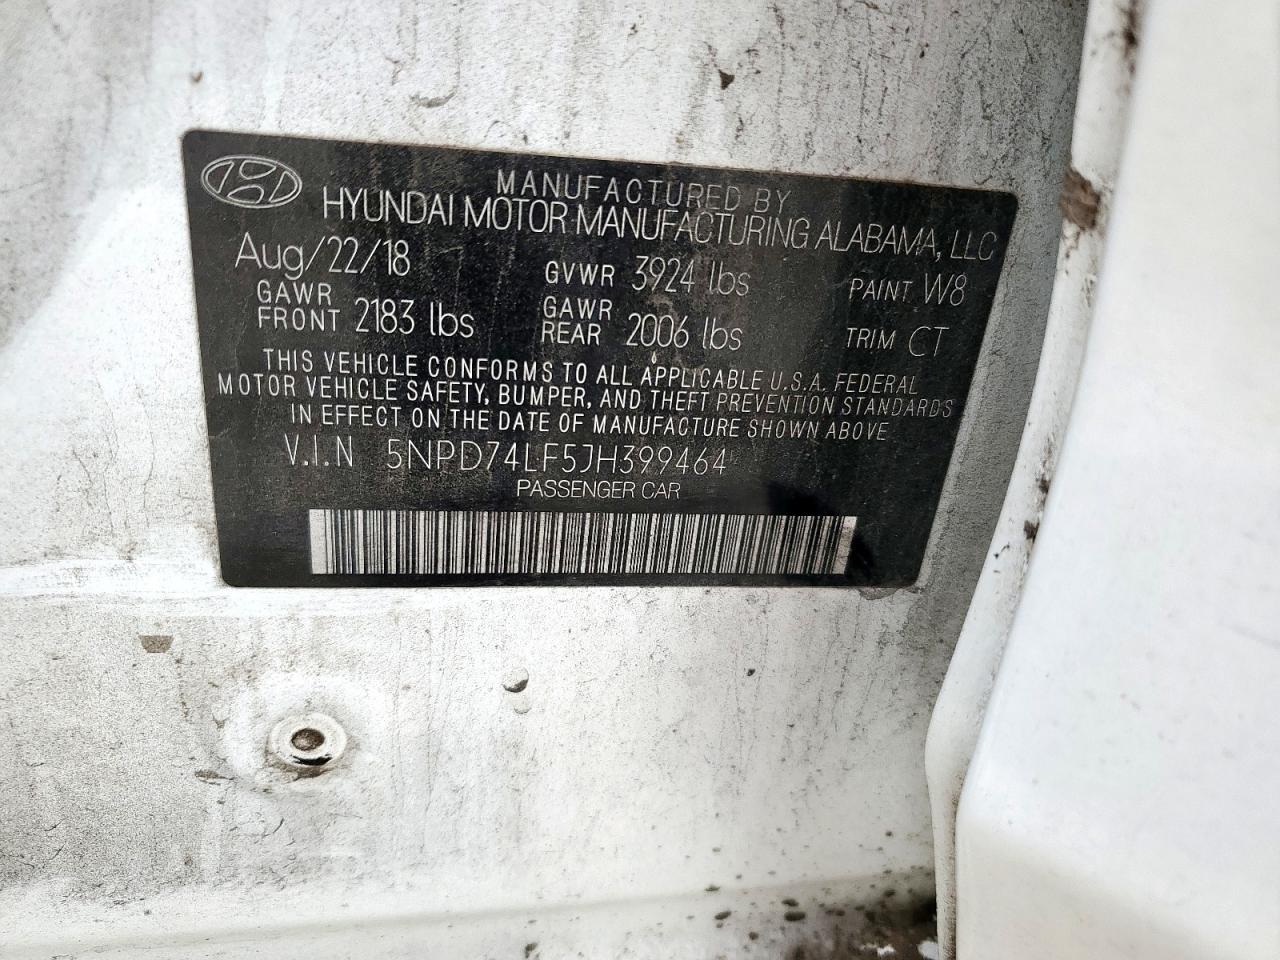 MANUFACTURED BY
HYUNDAI MOTOR MANUFACTURING ALABAMA, LLC
Aug/22/18 GVWR 3924 lbs PAINT W8
GAWR FRONT 2183 lbs GAWR REAR 2006 lbs TRIM CT
THIS VEHICLE CONFORMS TO ALL APPLICABLE U.S.A. FEDERAL
MOTOR VEHICLE SAFETY, BUMPER, AND THEFT PREVENTION STANDARDS
IN EFFECT ON THE DATE OF MANUFACTURE SHOWN ABOVE
V.I.N 5NPD74LF5JH399464
PASSENGER CAR